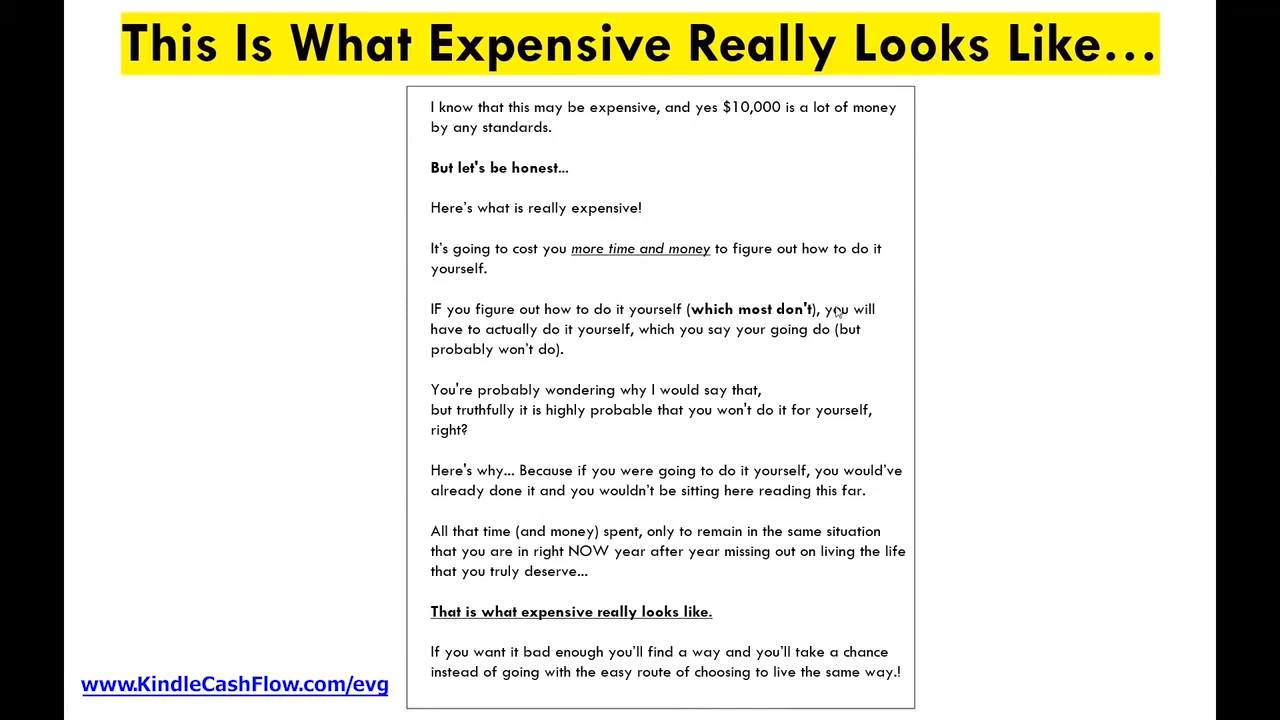 This Is What Expensive Really Looks Like...
I know that this may be expensive, and yes $10,000 is a lot of money
by any standards.
But let's be honest...
Here's what is really expensive!
It's going to cost you more time and money to figure out how to do it
yourself.
IF you figure out how to do it yourself (which most don't), you will
have to actually do it yourself, which you say your going do (but
probably won't do).
You're probably wondering why I would say that,
but truthfully it is highly probable that you won't do it for yourself,
right?
Here's why... Because if you were going to do it yourself, you would've
already done it and you wouldn't be sitting here reading this far.
All that time (and money) spent, only to remain in the same situation
that you are in right NOW year after year missing out on living the life
that you truly deserve...
That is what expensive really looks like.
If you want it bad enough you'll find a way and you'll take a chance
instead of going with the easy route of choosing to live the same way.!
www.KindleCashFlow.com/evg